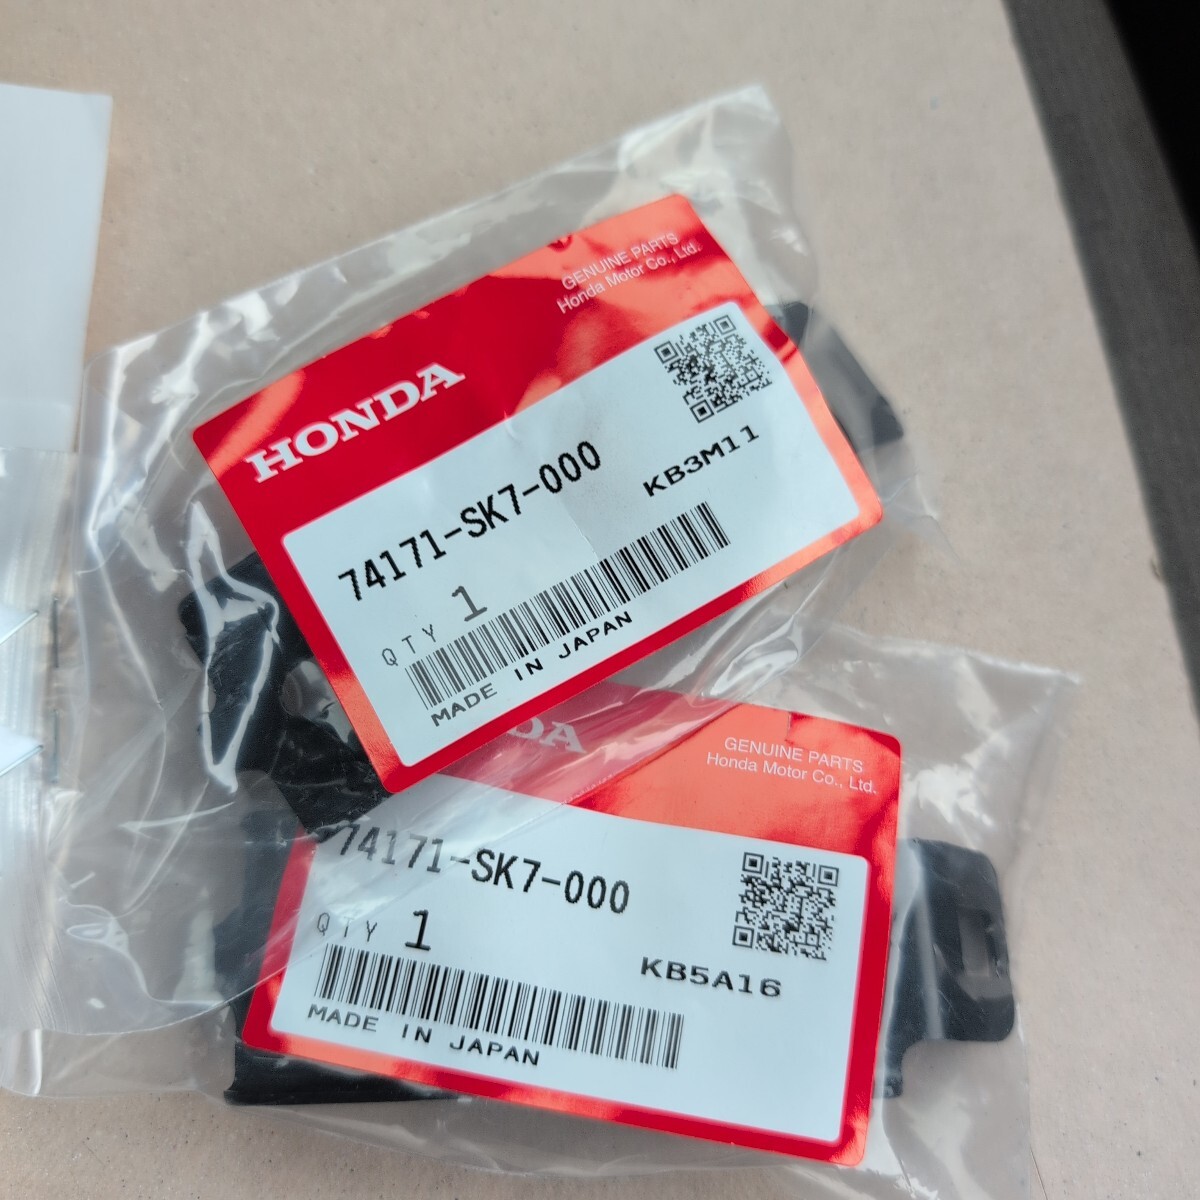 GENUINE PARTS
Honda Motor Co., Ltd.
HONDA
74171-SK7-000
KB3M11
QTY 1
MADE IN JAPAN
GENUINE PARTS
Honda Motor Co., Ltd.
74171-SK7-000
QTY 1
KB5A16
MADE IN JAPAN